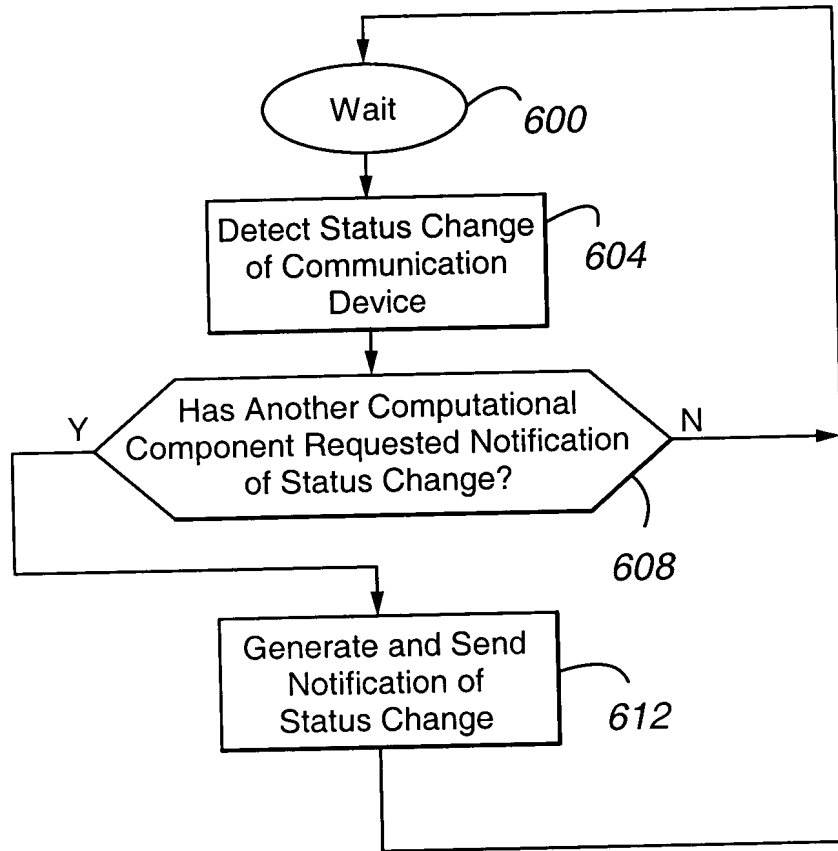 Wait
600
Detect Status Change
of Communication
Device
604
Y
Has Another Computational
Component Requested Notification
of Status Change?
N
608
Generate and Send
Notification of
Status Change
612